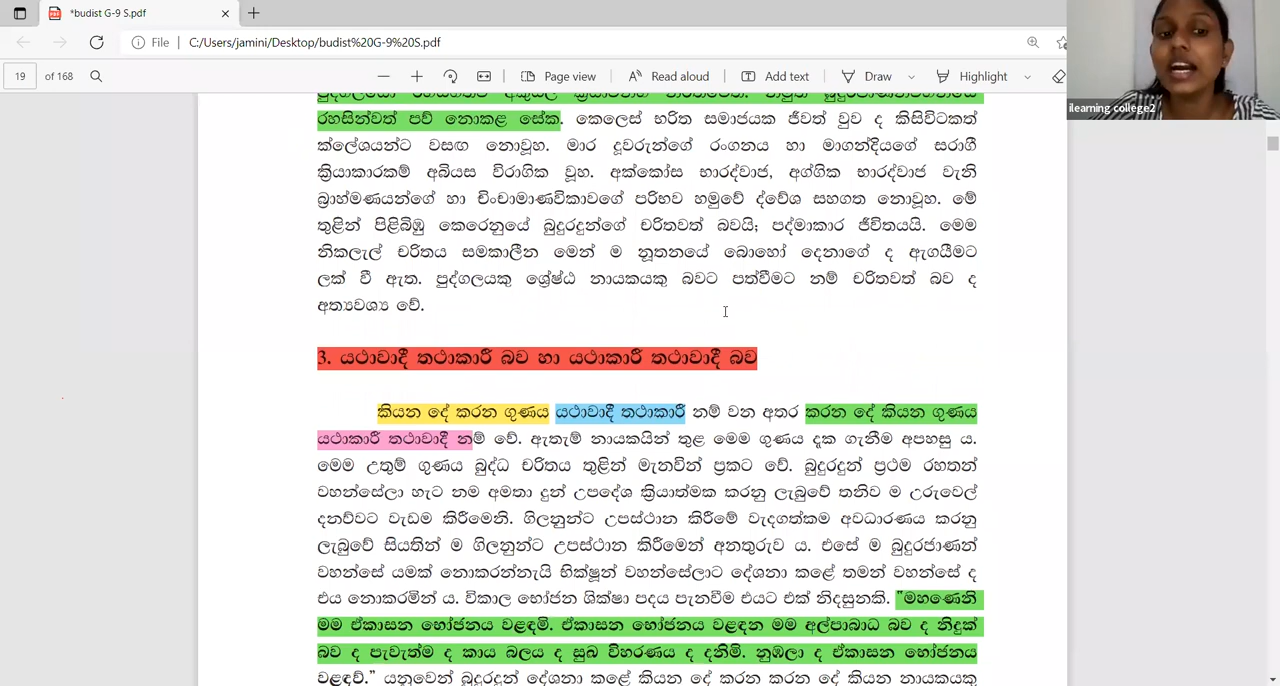 *budist G-9 S.pdf
File C:/Users/jamini/Desktop/budist%20G-9%20S.pdf
19 of 168 Page view Read aloud Add text Draw Highlight
ilearning college2
රහසින්වත් පව් නොකළ සේක. කෙලෙස් භරිත සමාජයක ජීවත් වුව ද කිසිවිටකත්
ක්ලේශයන්ට වසඟ නොවූහ. මාර දූවරුන්ගේ රංගනය හා මාගන්දියගේ සරාගී
ක්‍රියාකාරකම් අබියස විරාගික වූහ. අක්කෝස භාරද්වාජ, අග්ගික භාරද්වාජ වැනි
බ්‍රාහ්මණයන්ගේ හා චිංචාමාණවිකාවගේ පරිභව හමුවේ ද්වේශ සහගත නොවූහ. මේ
තුළින් පිළිබිඹු කෙරෙනුයේ බුදුරදුන්ගේ චරිතවත් බවයි; පද්මාකාර ජීවිතයයි. මෙම
නිකලැල් චරිතය සමකාලීන මෙන් ම නූතනයේ බොහෝ දෙනාගේ ද ඇගයීමට
ලක් වී ඇත. පුද්ගලයකු ශ්‍රේෂ්ඨ නායකයකු බවට පත්වීමට නම් චරිතවත් බව ද
අත්‍යවශ්‍ය වේ.
3. යථාවාදී තථාකාරී බව හා යථාකාරී තථාවාදී බව
කියන දේ කරන ගුණය යථාවාදී තථාකාරී නම් වන අතර කරන දේ කියන ගුණය
යථාකාරී තථාවාදී නම් වේ. ඇතැම් නායකයින් තුළ මෙම ගුණය දැක ගැනීම අපහසු ය.
මෙම උතුම් ගුණය බුද්ධ චරිතය තුළින් මැනවින් ප්‍රකට වේ. බුදුරදුන් ප්‍රථම රහතන්
වහන්සේලා හැට නම අමතා දුන් උපදේශ ක්‍රියාත්මක කරනු ලැබුවේ තනිව ම උරුවෙල්
දනව්වට වැඩම කිරීමෙනි. ගිලනුන්ට උපස්ථාන කිරීමේ වැදගත්කම අවධාරණය කරනු
ලැබුවේ සියතින් ම ගිලනුන්ට උපස්ථාන කිරීමෙන් අනතුරුව ය. එසේ ම බුදුරජාණන්
වහන්සේ යමක් නොකරන්නැයි භික්ෂූන් වහන්සේලාට දේශනා කළේ තමන් වහන්සේ ද
එය නොකරමින් ය. විකාල භෝජන ශික්ෂා පදය පැනවීම එයට එක් නිදසුනකි. "මහණෙනි
මම ඒකාසන භෝජනය වළඳමි. ඒකාසන භෝජනය වළඳන මම අල්පාබාධ බව ද නිදුක්
බව ද පැවැත්ම ද කාය බලය ද සුඛ විහරණය ද දනිමි. නුඹලා ද ඒකාසන භෝජනය
වළඳව්." යනුවෙන් බුදුරදුන් දේශනා කළේ කියන දේ කරන කරන දේ කියන නායකයකු